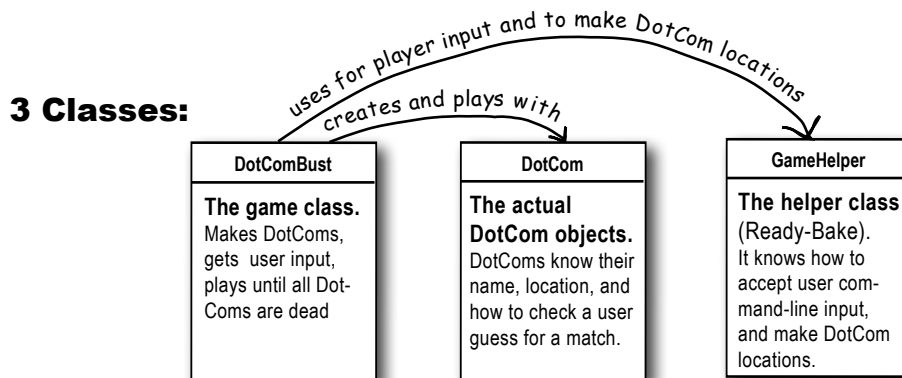 uses for player input and to make DotCom locations
creates and plays with
3 Classes:
DotComBust
The game class.
Makes DotComs,
gets user input,
plays until all Dot-
Coms are dead
DotCom
The actual
DotCom objects.
DotComs know their
name, location, and
how to check a user
guess for a match.
GameHelper
The helper class
(Ready-Bake).
It knows how to
accept user com-
mand-line input,
and make DotCom
locations.